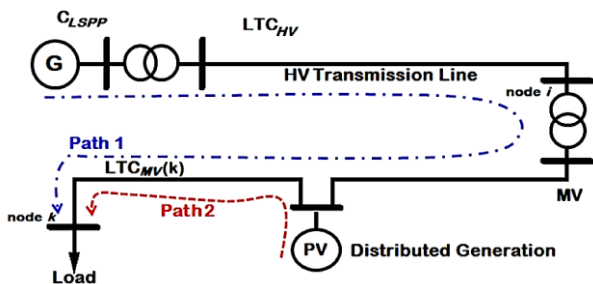 C_LSPP
LTC_HV
G
HV Transmission Line
node i
Path 1
LTC_MV(k)
MV
node k
Path 2
PV
Distributed Generation
Load